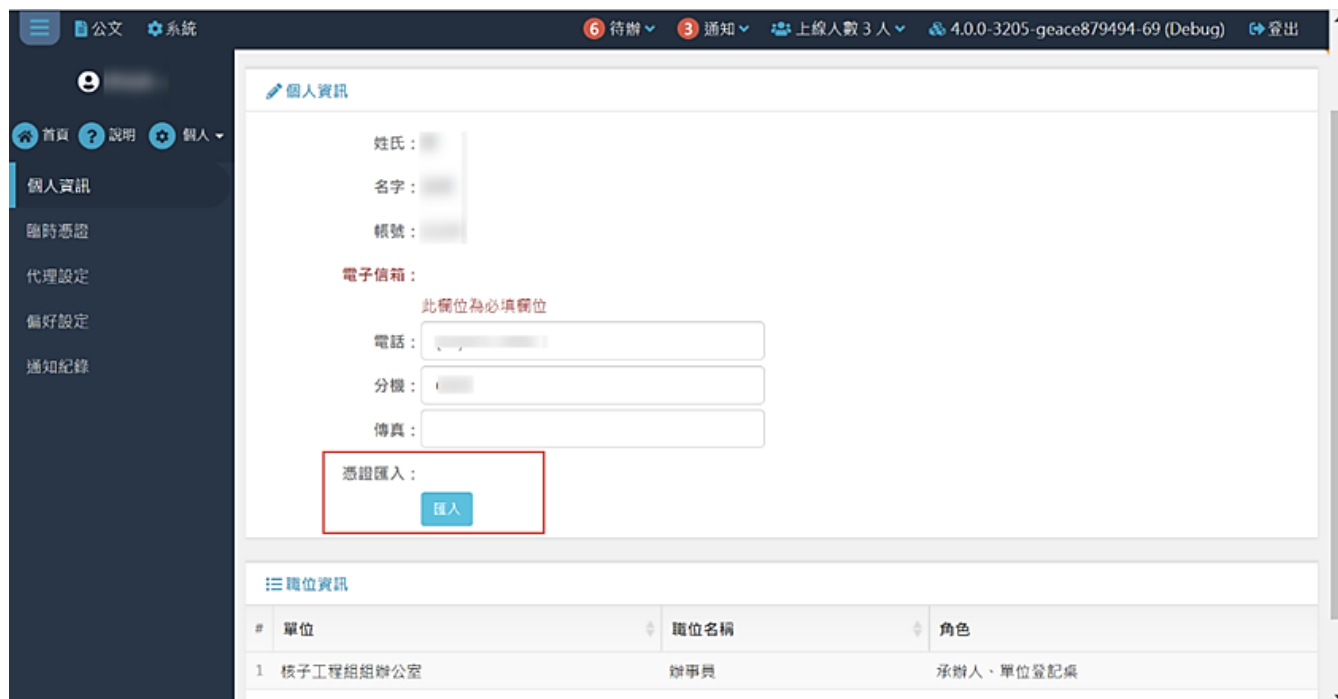 公文 系統 6 待辦 3 通知 上線人數 3 人 4.0.0-3205-geace879494-69 (Debug) 登出
首頁 ? 說明 個人
個人資訊
臨時憑證
代理設定
偏好設定
通知紀錄
個人資訊
姓氏：
名字：
帳號：
電子信箱：
此欄位為必填欄位
電話：
分機：
傳真：
憑證匯入：
匯入
職位資訊
# 單位 職位名稱 角色
1 核子工程組組辦公室 辦事員 承辦人、單位登記桌